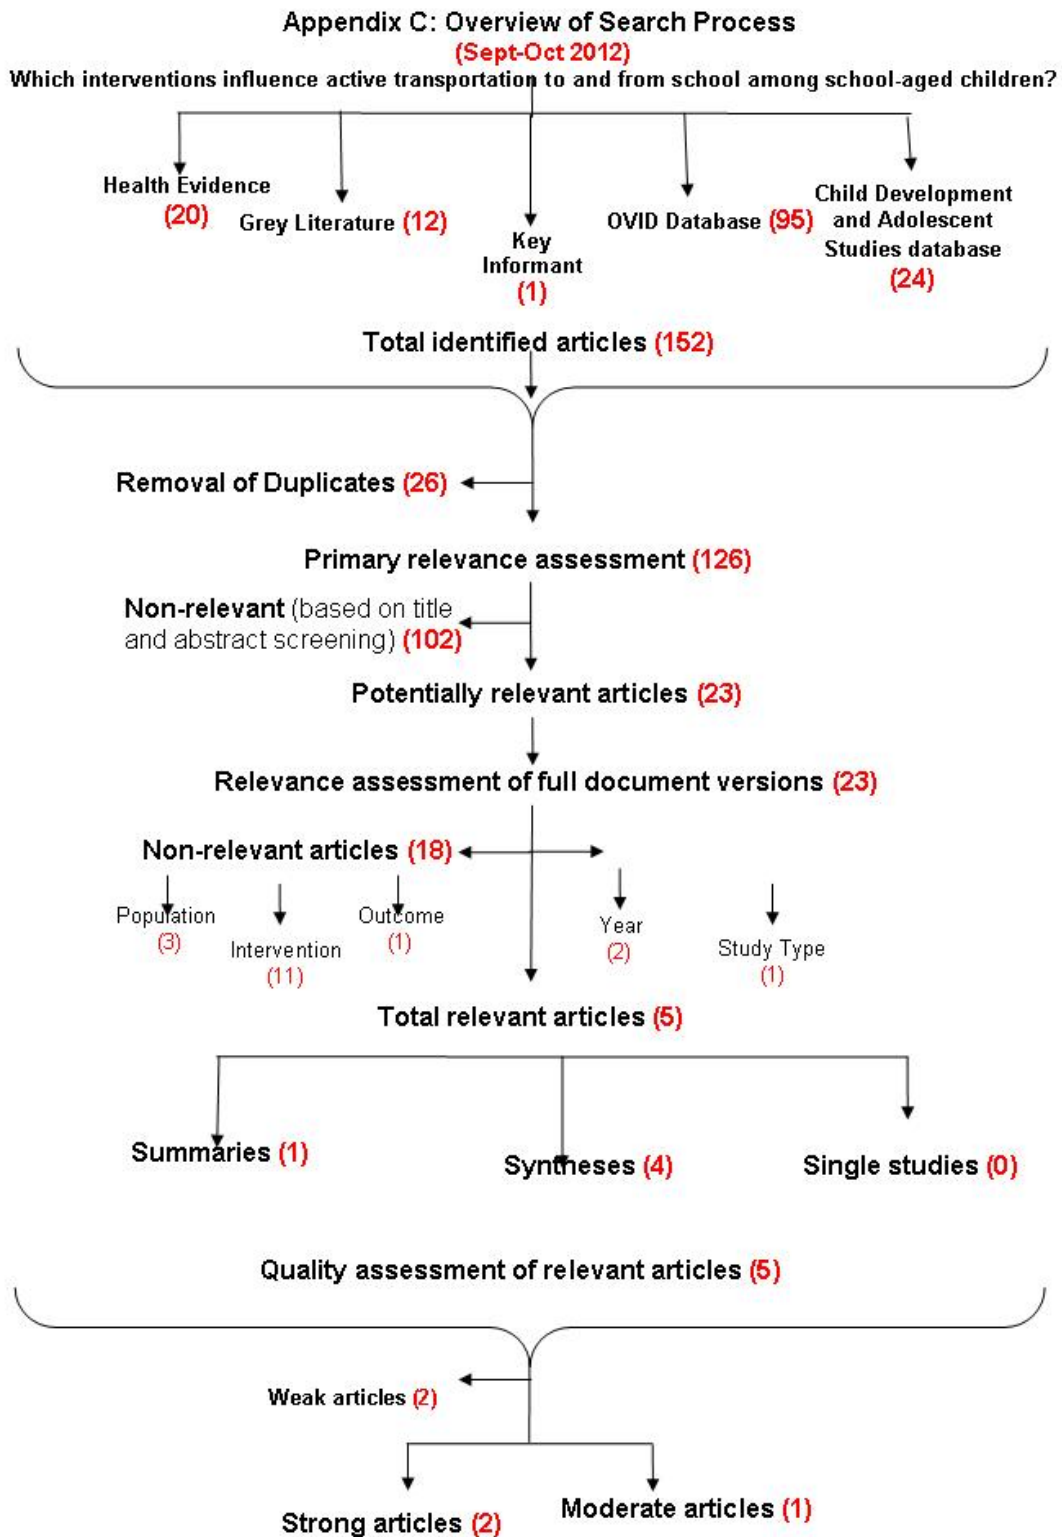 Appendix C: Overview of Search Process
(Sept-Oct 2012)
Which interventions influence active transportation to and from school among school-aged children?
Health Evidence
(20)
Grey Literature (12)
Key
Informant
(1)
OVID Database (95)
Child Development
and Adolescent
Studies database
(24)
Total identified articles (152)
Removal of Duplicates (26)
Primary relevance assessment (126)
Non-relevant (based on title
and abstract screening) (102)
Potentially relevant articles (23)
Relevance assessment of full document versions (23)
Non-relevant articles (18)
Population
(3)
Intervention
(11)
Outcome
(1)
Year
(2)
Study Type
(1)
Total relevant articles (5)
Summaries (1)
Syntheses (4)
Single studies (0)
Quality assessment of relevant articles (5)
Weak articles (2)
Strong articles (2)
Moderate articles (1)